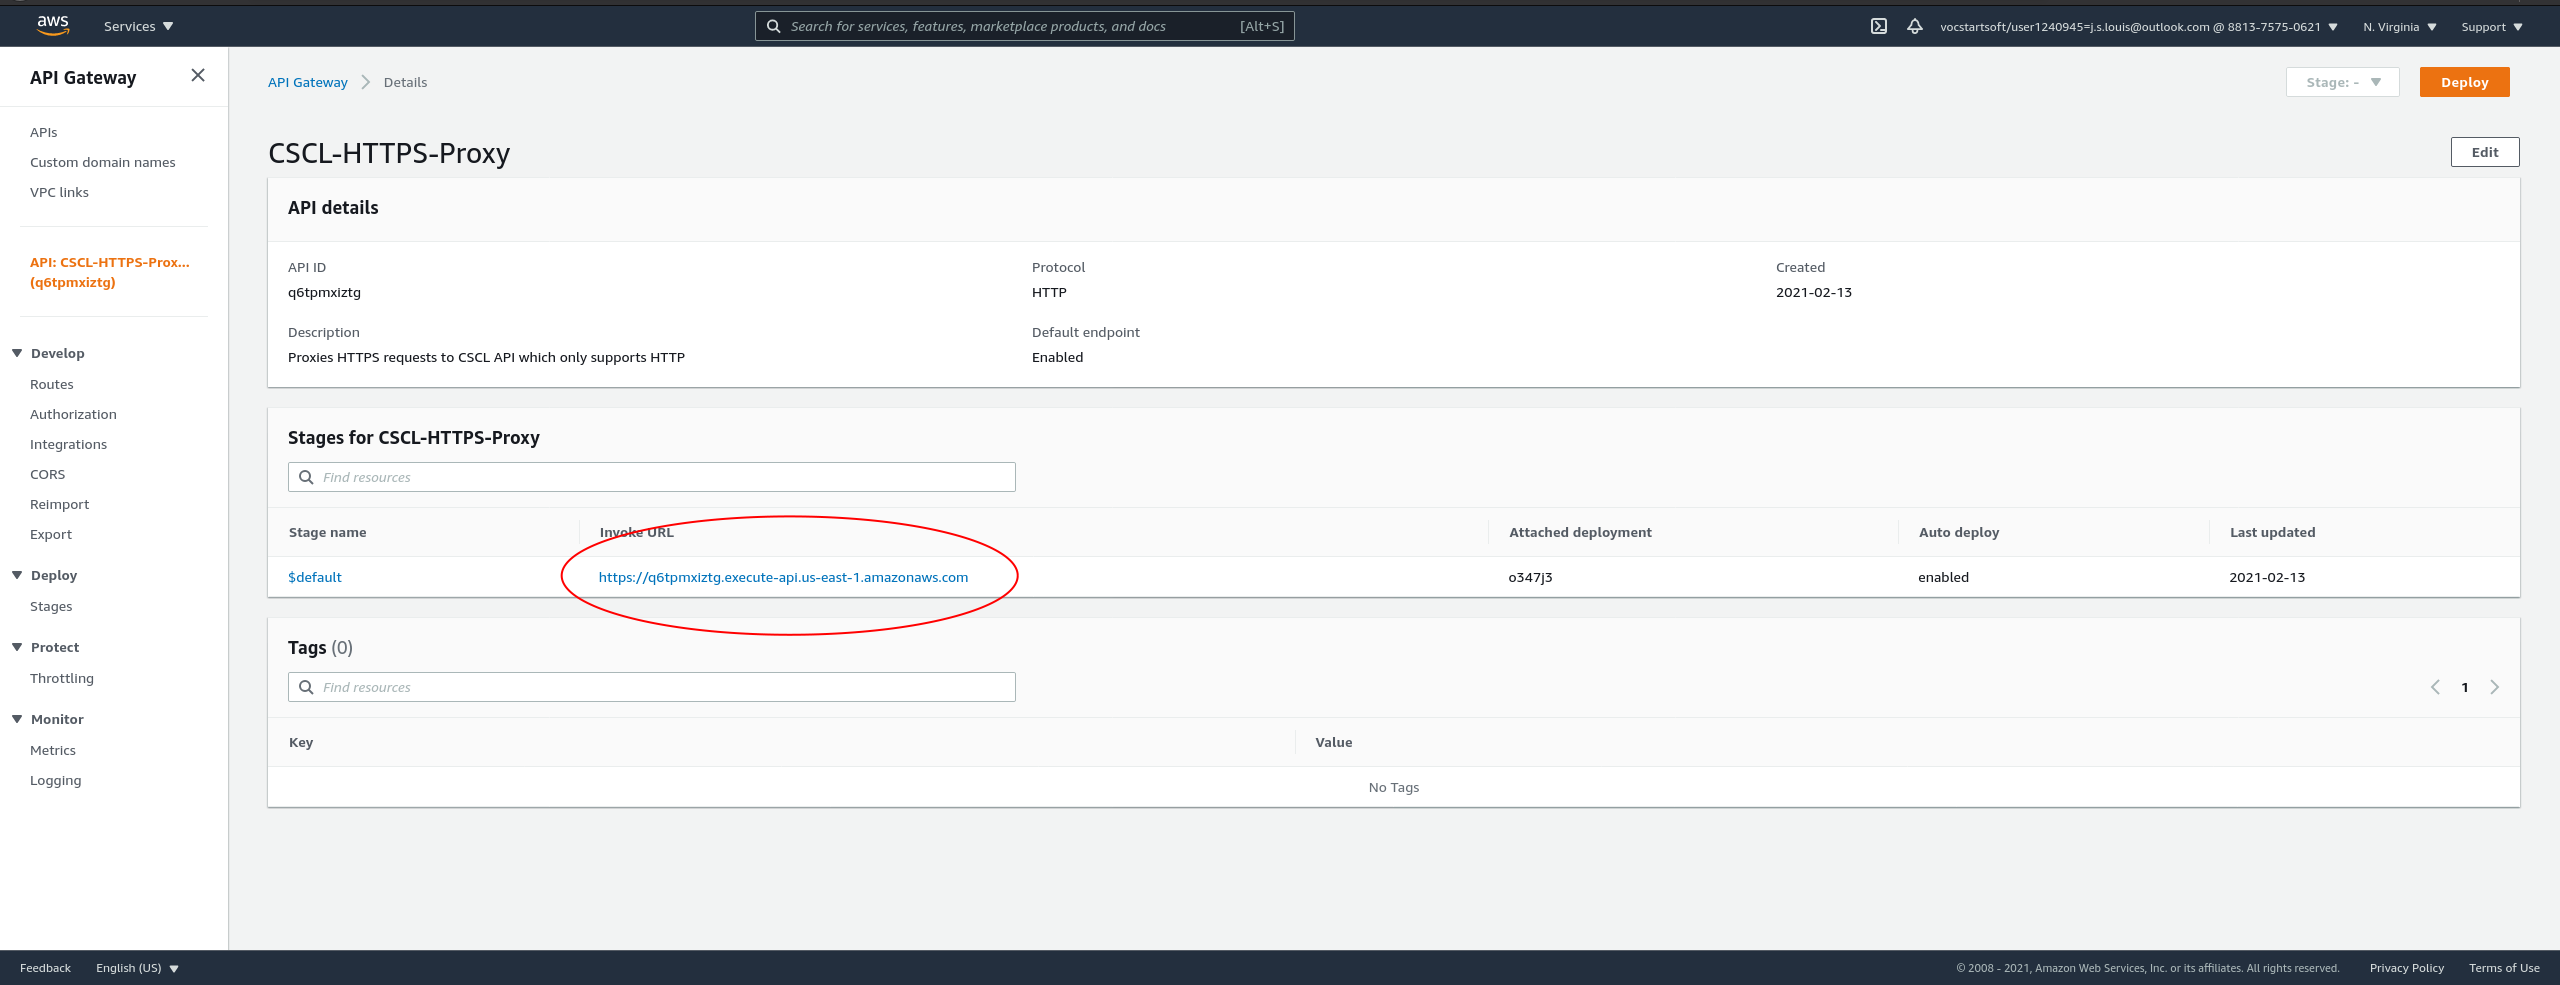 aws
Services
Search for services, features, marketplace products, and docs
[Alt+S]
vocstartsoft/user1240945=j.s.louis@outlook.com @ 8813-7575-0621
N. Virginia
Support
API Gateway
APIs
Custom domain names
VPC links
API: CSCL-HTTPS-Prox...
(q6tpmxiztg)
Develop
Routes
Authorization
Integrations
CORS
Reimport
Export
Deploy
Stages
Protect
Throttling
Monitor
Metrics
Logging
API Gateway
Details
Stage: -
Deploy
CSCL-HTTPS-Proxy
Edit
API details
API ID
q6tpmxiztg
Protocol
HTTP
Created
2021-02-13
Description
Proxies HTTPS requests to CSCL API which only supports HTTP
Default endpoint
Enabled
Stages for CSCL-HTTPS-Proxy
Find resources
Stage name
Invoke URL
Attached deployment
Auto deploy
Last updated
$default
https://q6tpmxiztg.execute-api.us-east-1.amazonaws.com
o347j3
enabled
2021-02-13
Tags (0)
Find resources
1
Key
Value
No Tags
Feedback
English (US)
© 2008 - 2021, Amazon Web Services, Inc. or its affiliates. All rights reserved.
Privacy Policy
Terms of Use